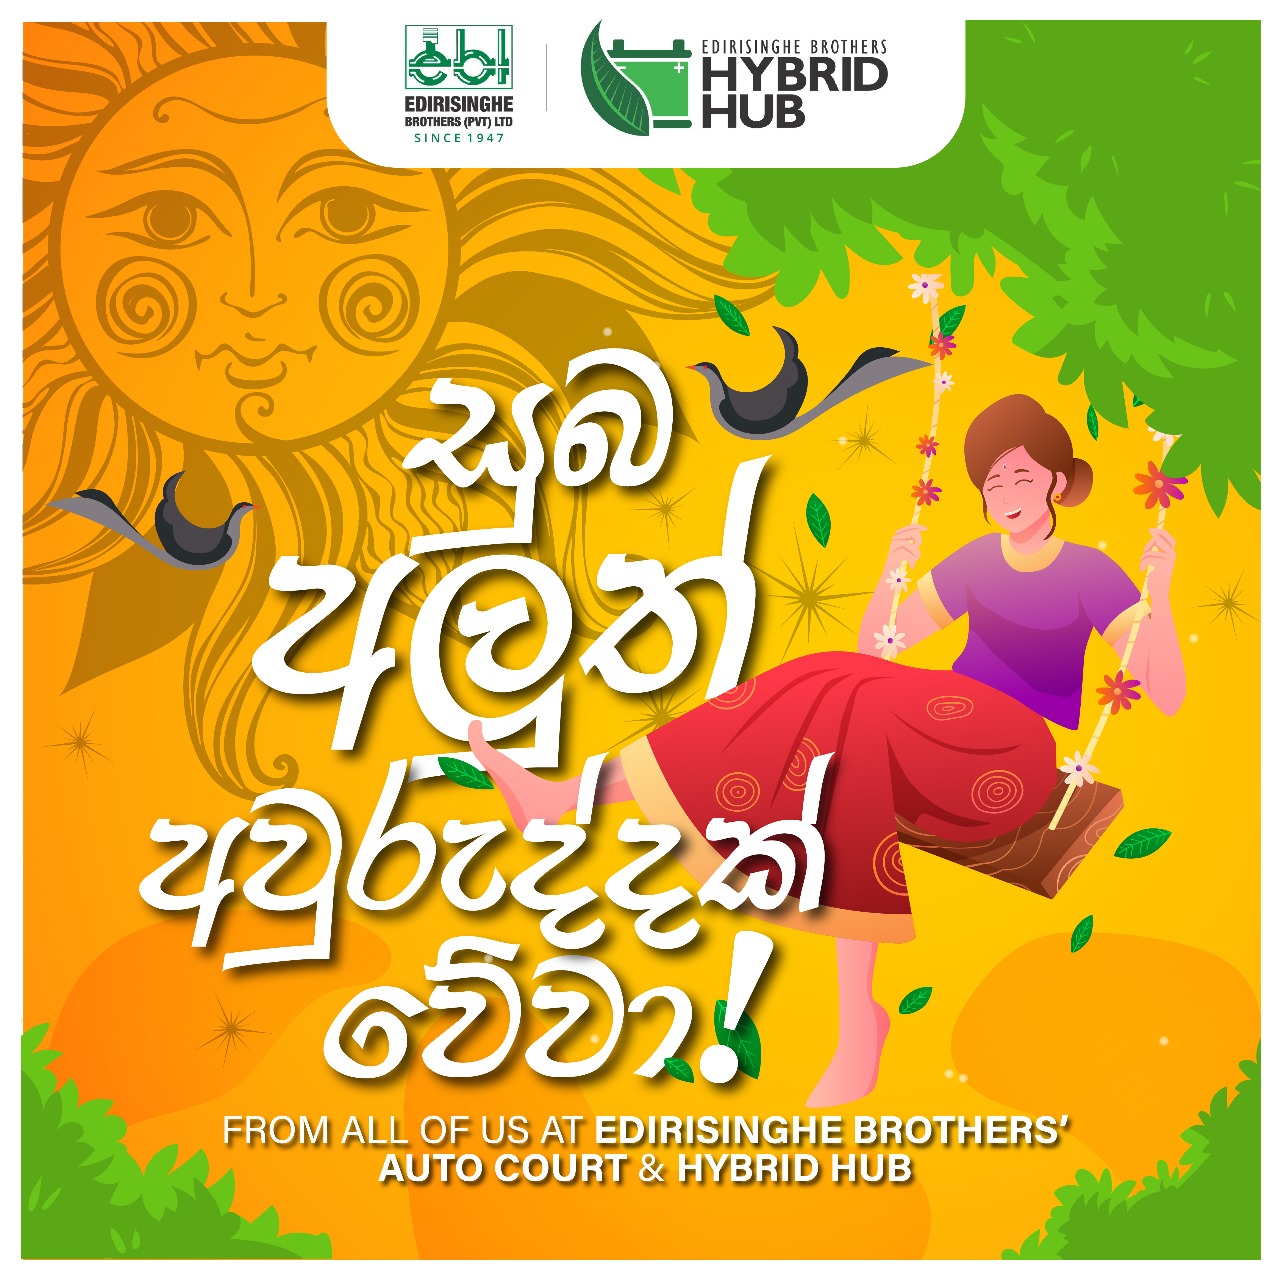 ebl
EDIRISINGHE
BROTHERS (PVT) LTD
SINCE 1947
EDIRISINGHE BROTHERS
HYBRID
HUB
සුබ
අලුත්
අවුරුද්දක්
වේවා!
FROM ALL OF US AT EDIRISINGHE BROTHERS’
AUTO COURT & HYBRID HUB